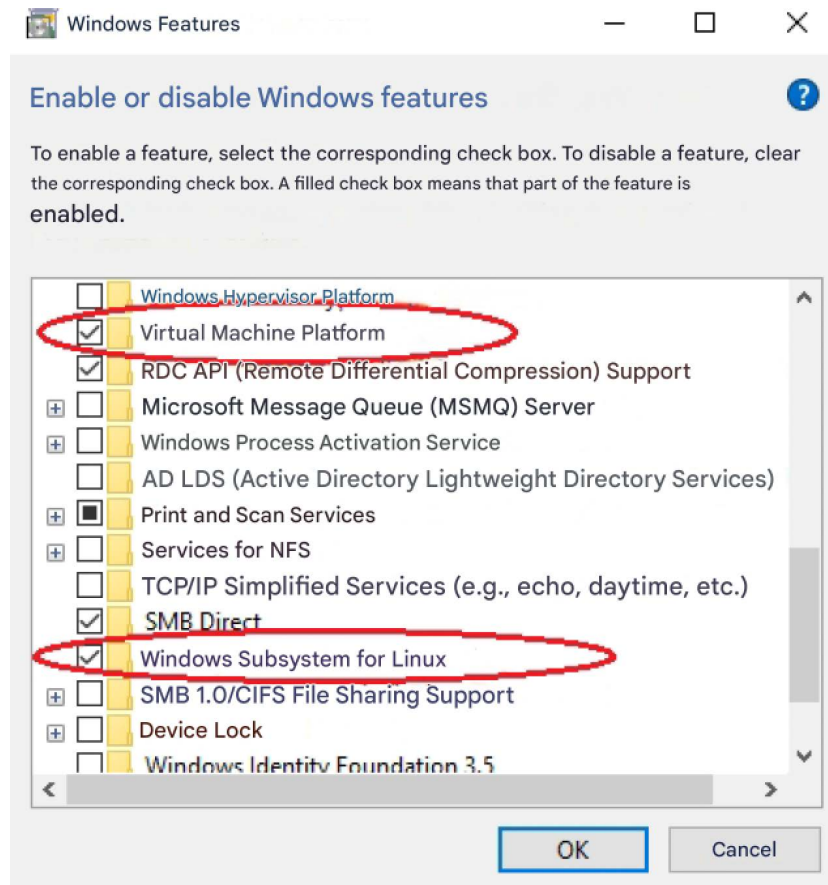 Windows Features
Enable or disable Windows features
?
To enable a feature, select the corresponding check box. To disable a feature, clear
the corresponding check box. A filled check box means that part of the feature is
enabled.
Windows Hypervisor Platform
Virtual Machine Platform
RDC API (Remote Differential Compression) Support
Microsoft Message Queue (MSMQ) Server
Windows Process Activation Service
AD LDS (Active Directory Lightweight Directory Services)
Print and Scan Services
Services for NFS
TCP/IP Simplified Services (e.g., echo, daytime, etc.)
SMB Direct
Windows Subsystem for Linux
SMB 1.0/CIFS File Sharing Support
Device Lock
Windows Identity Foundation 3.5
OK
Cancel